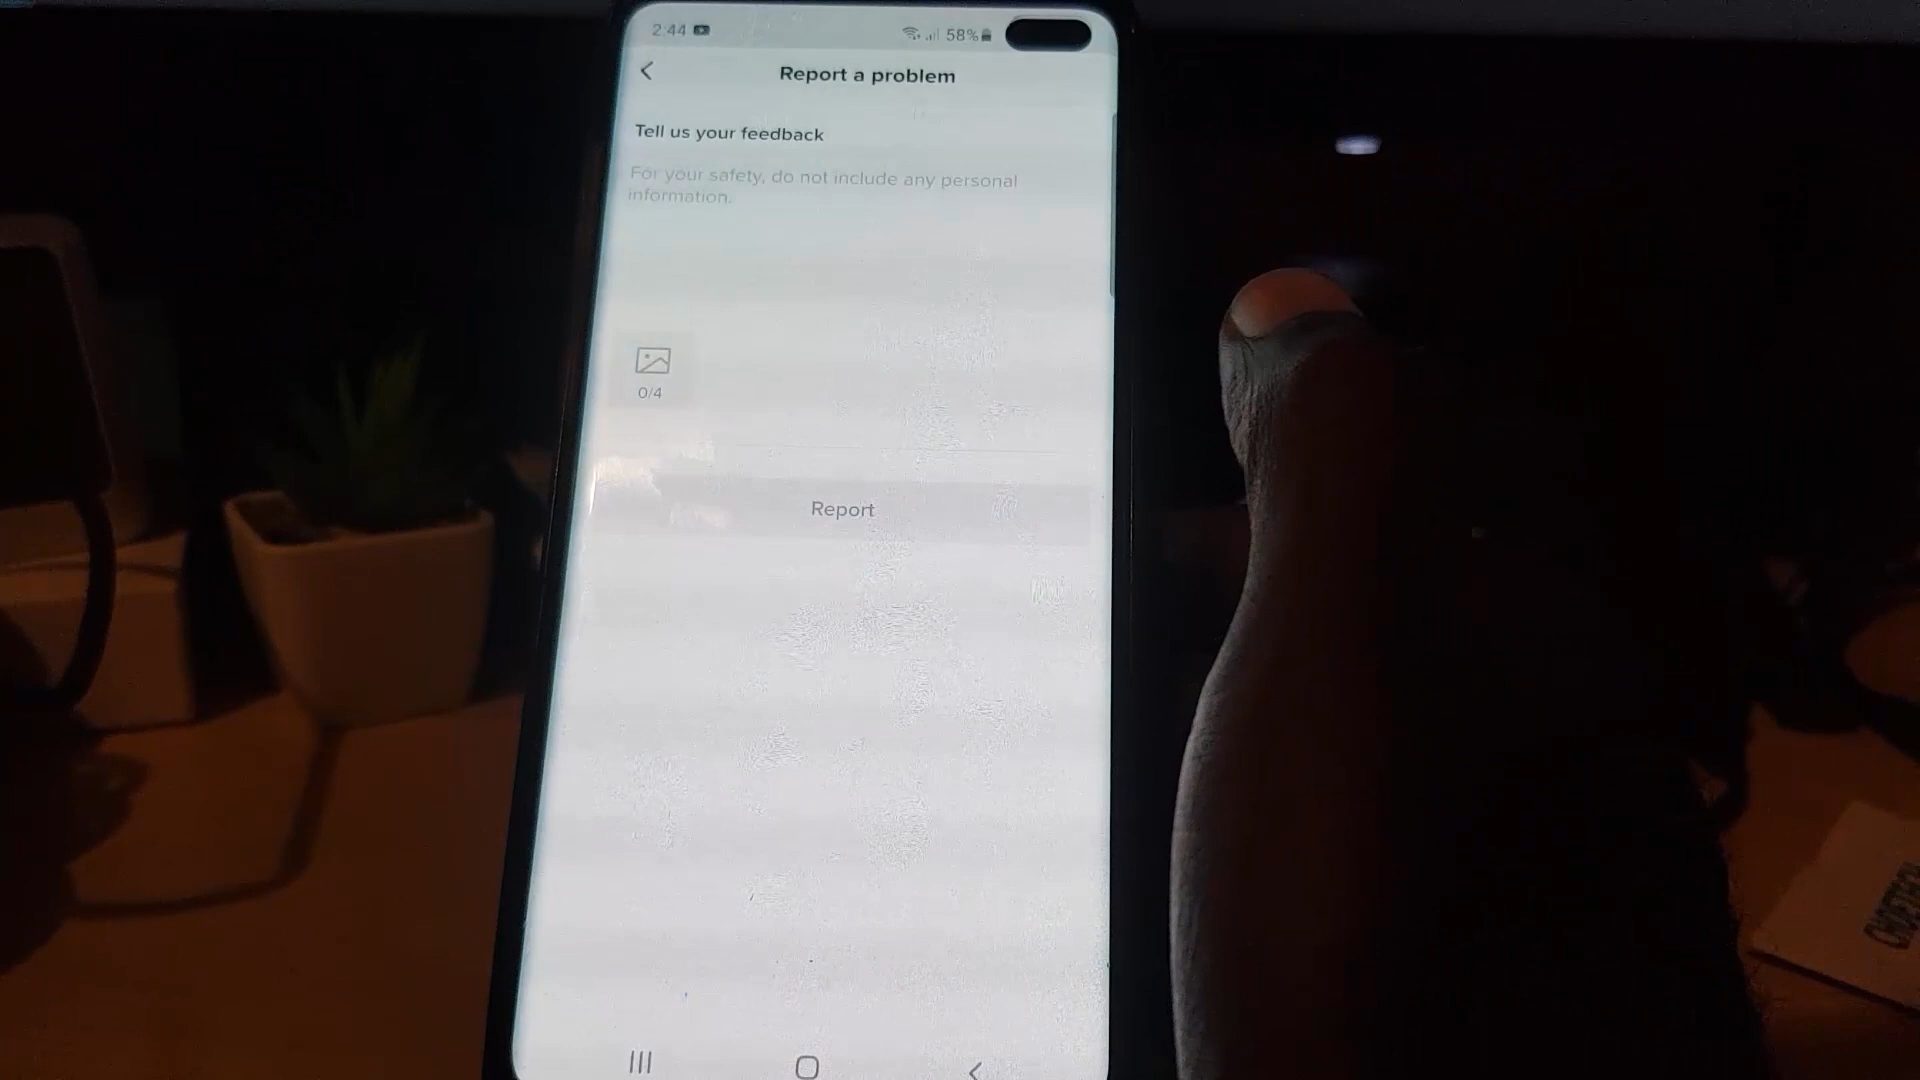 2:44
58%
Report a problem
Tell us your feedback
For your safety, do not include any personal
information.
0/4
Report
CHOETECH